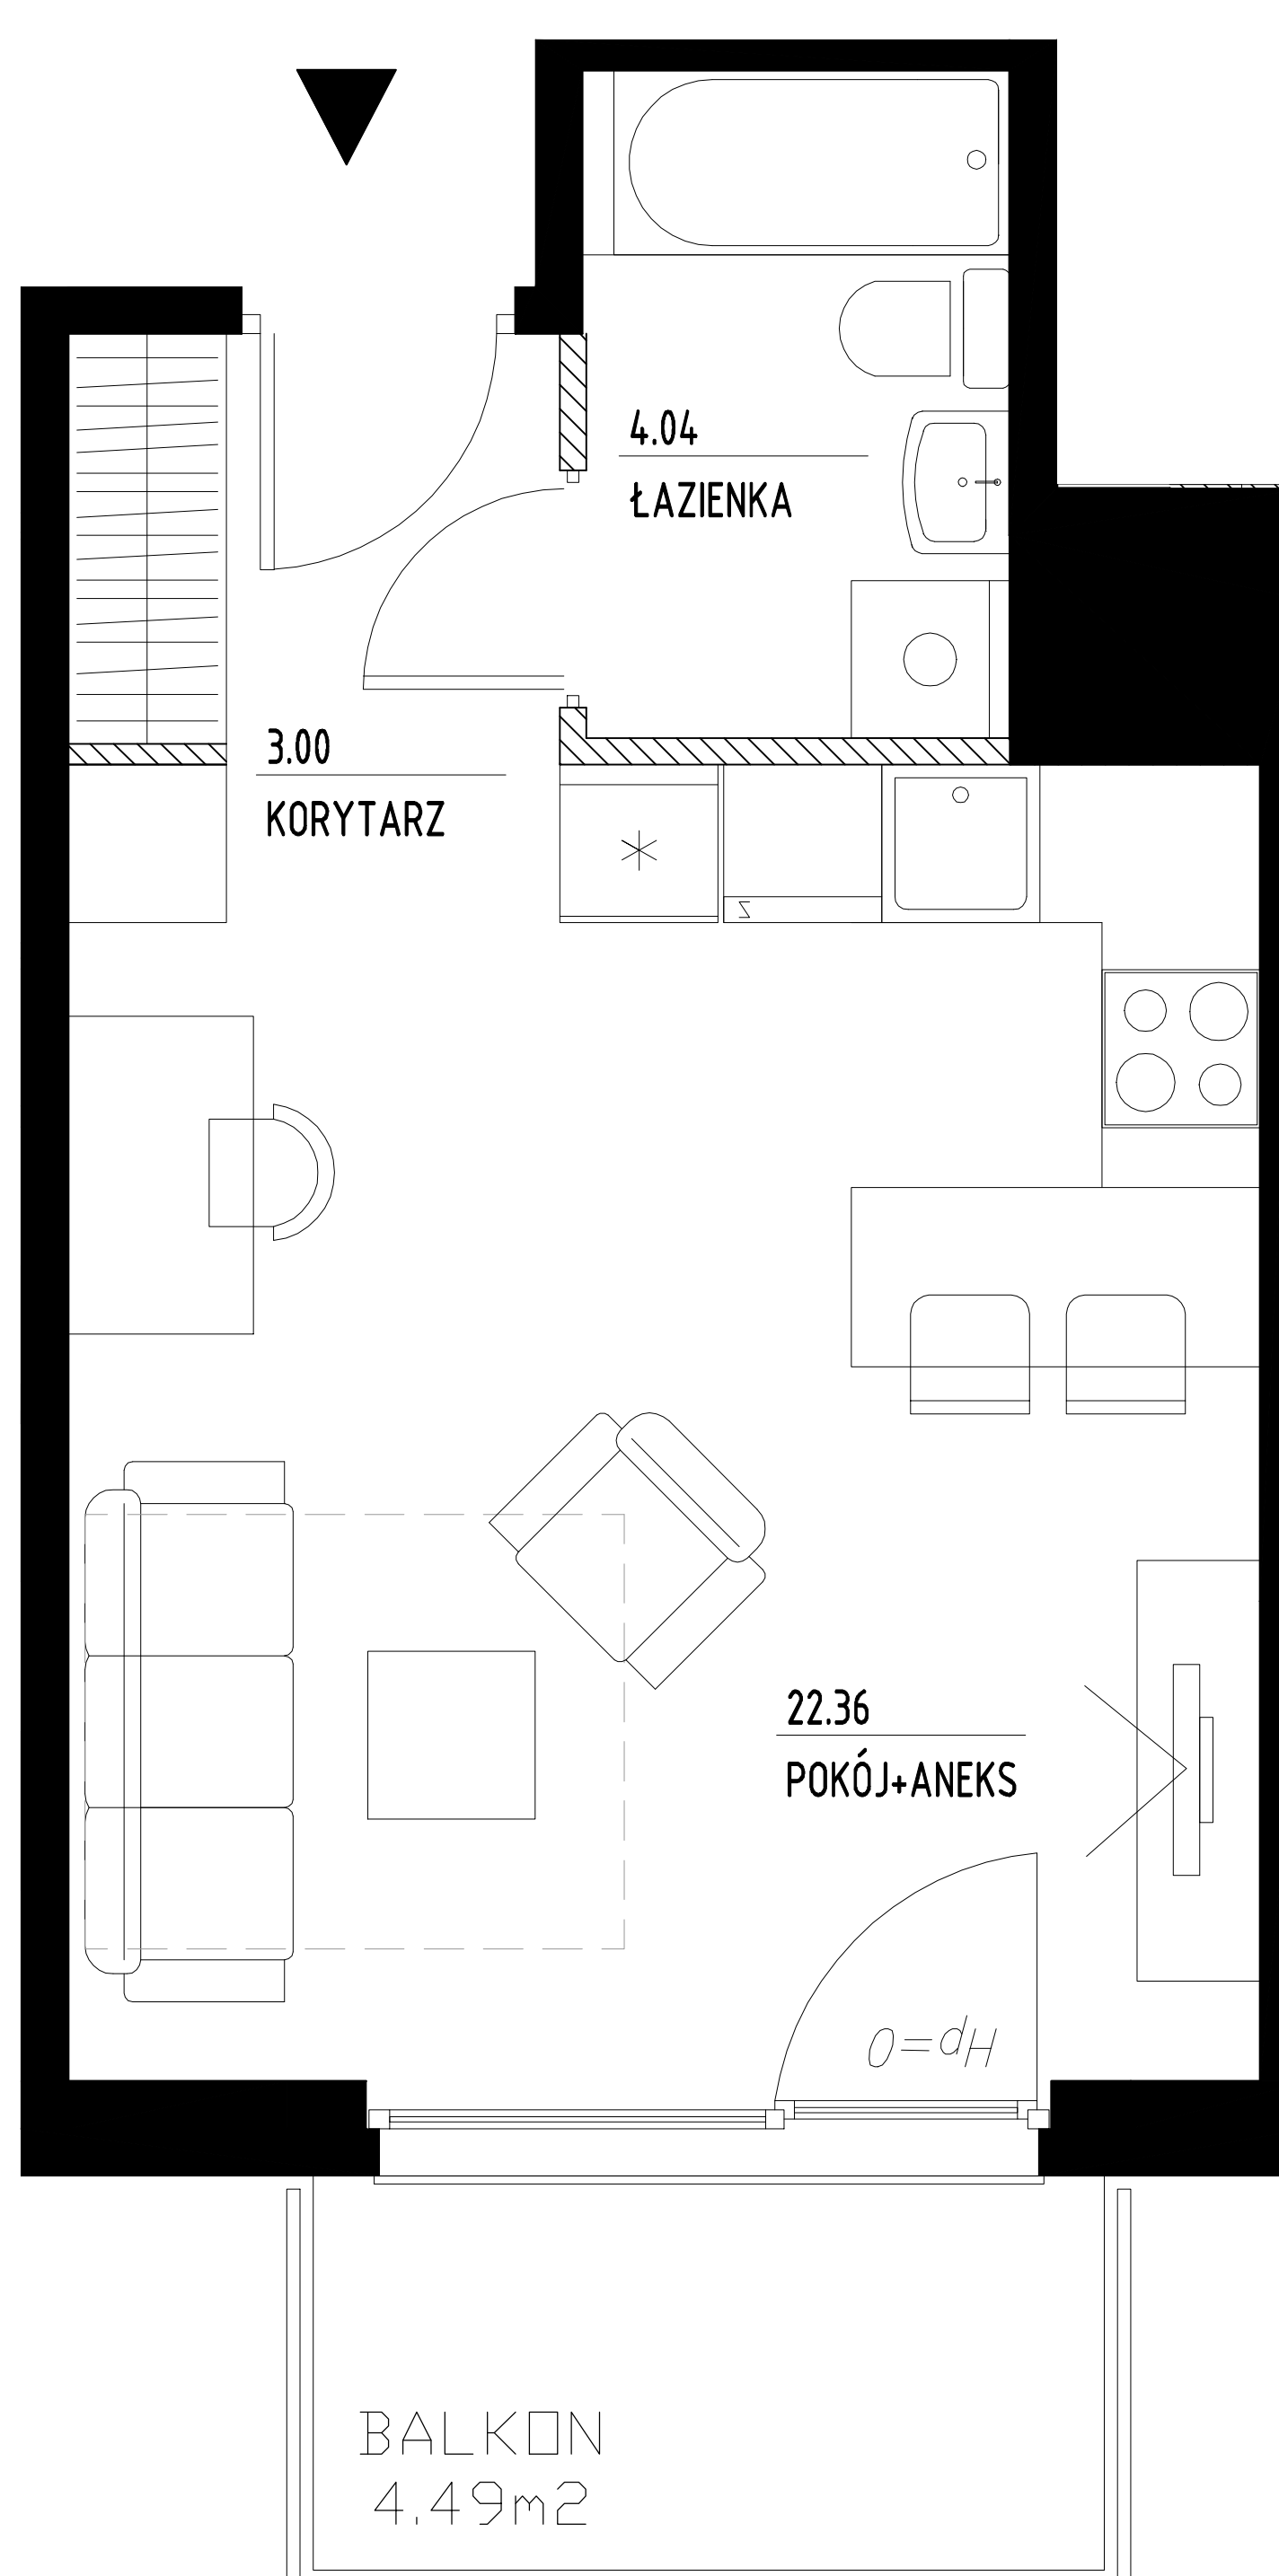 4.04
ŁAZIENKA
3.00
KORYTARZ
Z
22.36
POKÓJ+ANEKS
Hp=0
BALKON
4.49m2